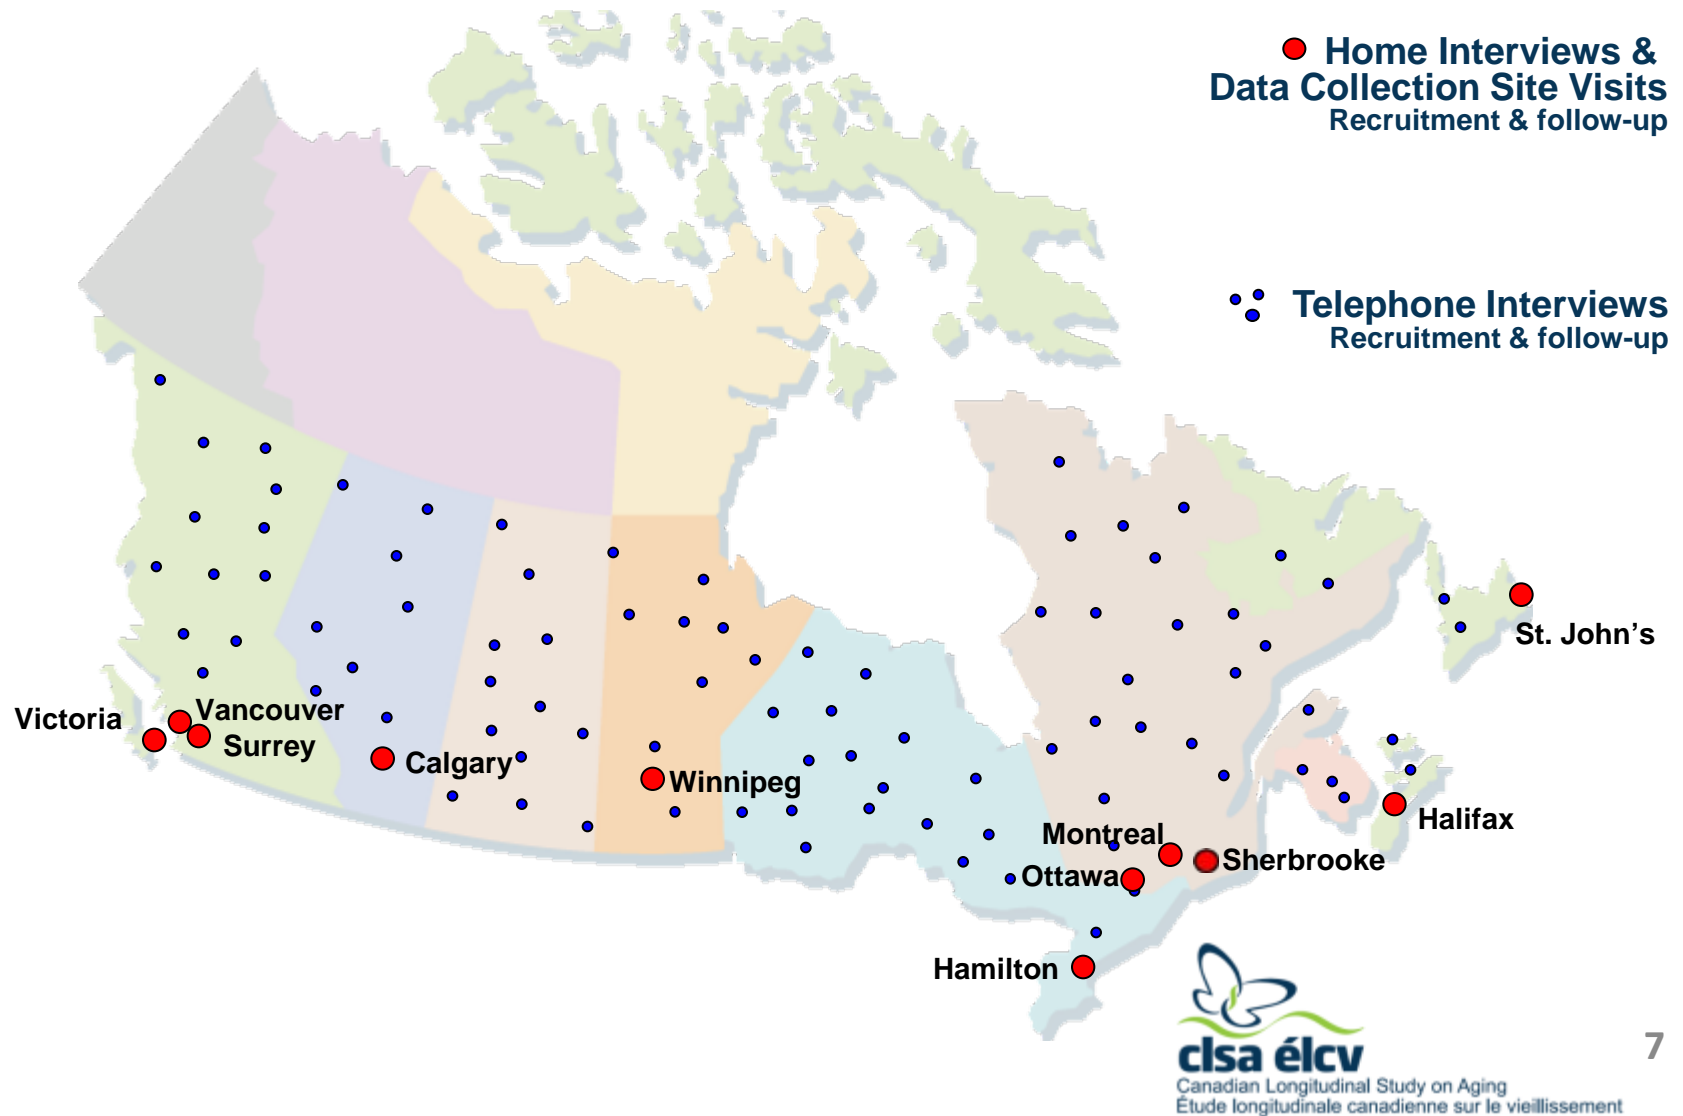 Home Interviews &
Data Collection Site Visits
Recruitment & follow-up
Telephone Interviews
Recruitment & follow-up
St. John’s
Victoria
Vancouver
Surrey
Calgary
Winnipeg
Halifax
Montreal
Sherbrooke
Ottawa
Hamilton
clsa élcv
Canadian Longitudinal Study on Aging
Étude longitudinale canadienne sur le vieillissement
7